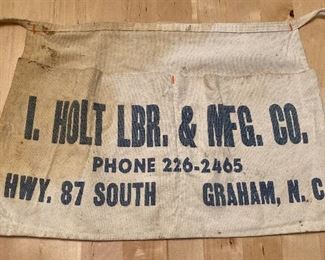 I. HOLT LBR. & MFG. CO.
PHONE 226-2465
HWY. 87 SOUTH GRAHAM, N. C.